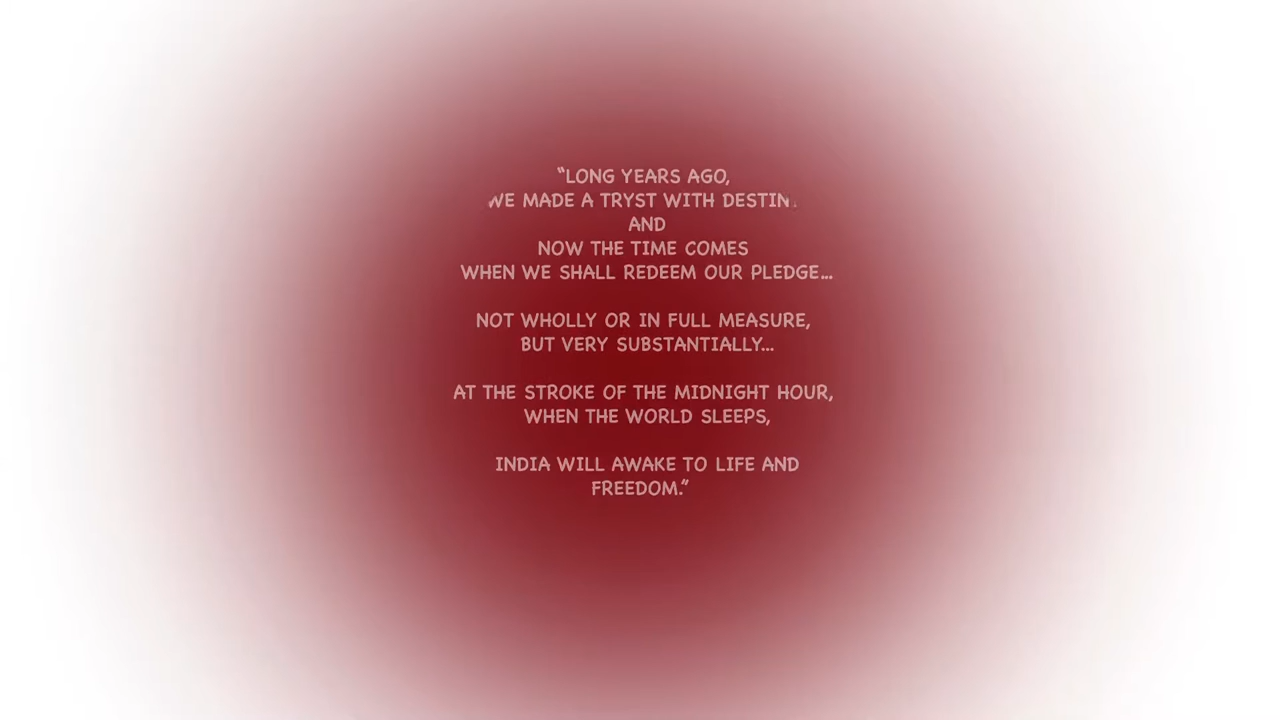 “LONG YEARS AGO,
WE MADE A TRYST WITH DESTIN
AND
NOW THE TIME COMES
WHEN WE SHALL REDEEM OUR PLEDGE...
NOT WHOLLY OR IN FULL MEASURE,
BUT VERY SUBSTANTIALLY...
AT THE STROKE OF THE MIDNIGHT HOUR,
WHEN THE WORLD SLEEPS,
INDIA WILL AWAKE TO LIFE AND
FREEDOM.”